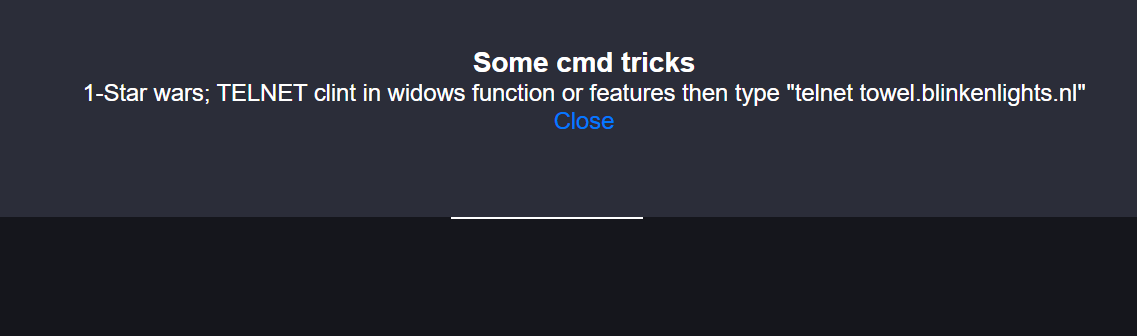 Some cmd tricks
1-Star wars; TELNET clint in widows function or features then type "telnet towel.blinkenlights.nl"
Close